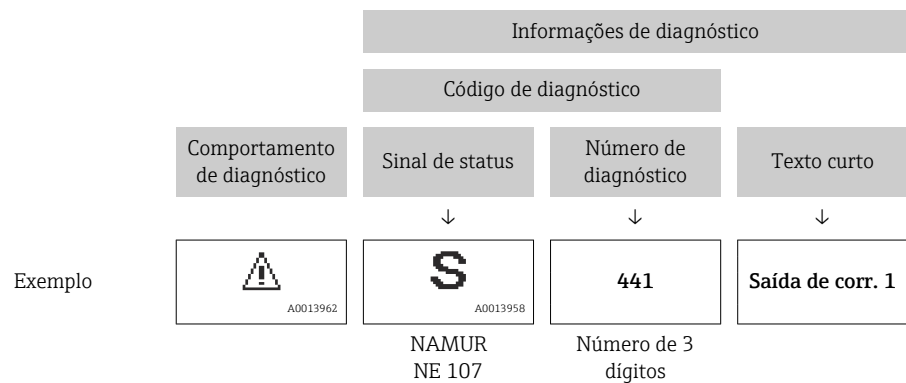 Informações de diagnóstico
Código de diagnóstico
Comportamento
de diagnóstico
Sinal de status
Número de
diagnóstico
Texto curto
↓ ↓ ↓
Exemplo
A0013962
S
A0013958
441
Saída de corr. 1
NAMUR
NE 107
Número de 3
dígitos